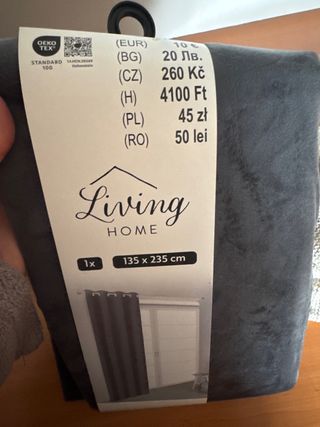 OEKO
TEX®
STANDARD
100
(EUR) 10 €
(BG) 20 Лв.
(CZ) 260 Kč
(H) 4100 Ft
(PL) 45 zł
(RO) 50 lei
Living
HOME
1x 135 x 235 cm